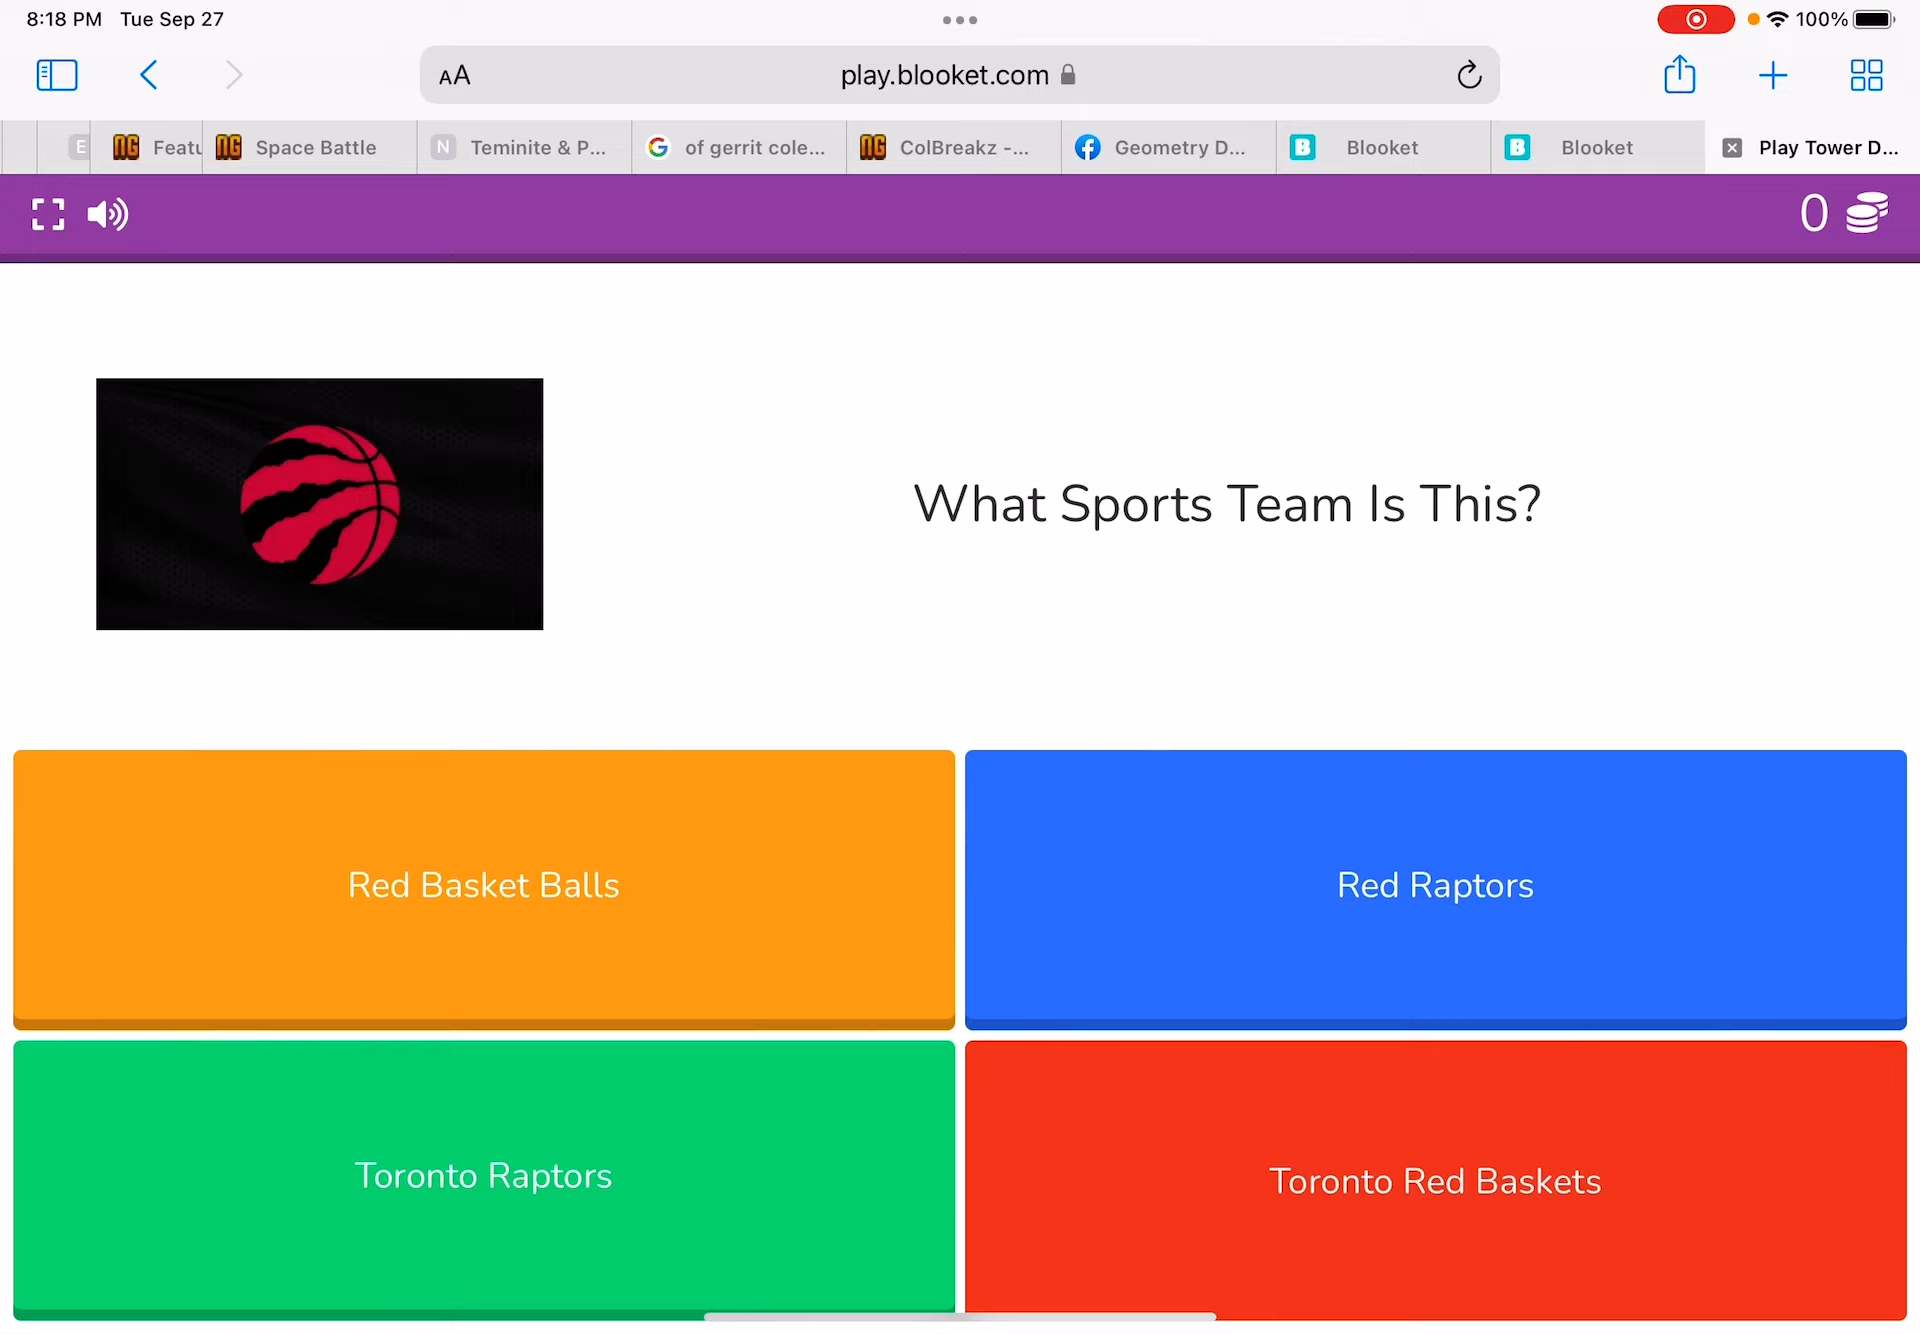 8:18 PM Tue Sep 27
100%
AA play.blooket.com
E Featu Space Battle N Teminite & P... of gerrit cole... ColBreakz -... Geometry D... B Blooket B Blooket Play Tower D...
0
What Sports Team Is This?
Red Basket Balls
Red Raptors
Toronto Raptors
Toronto Red Baskets